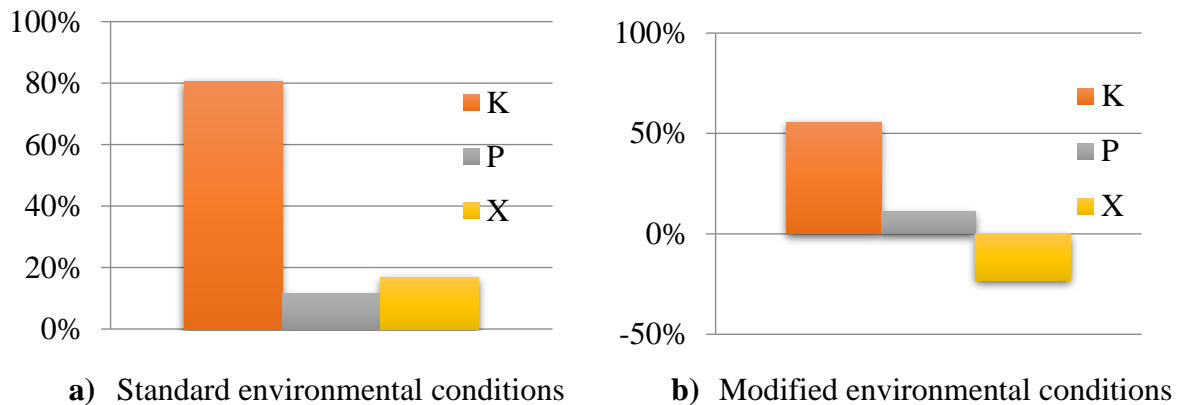 100%
80%
60%
40%
20%
0%
K
P
X
a) Standard environmental conditions
100%
50%
0%
-50%
K
P
X
b) Modified environmental conditions